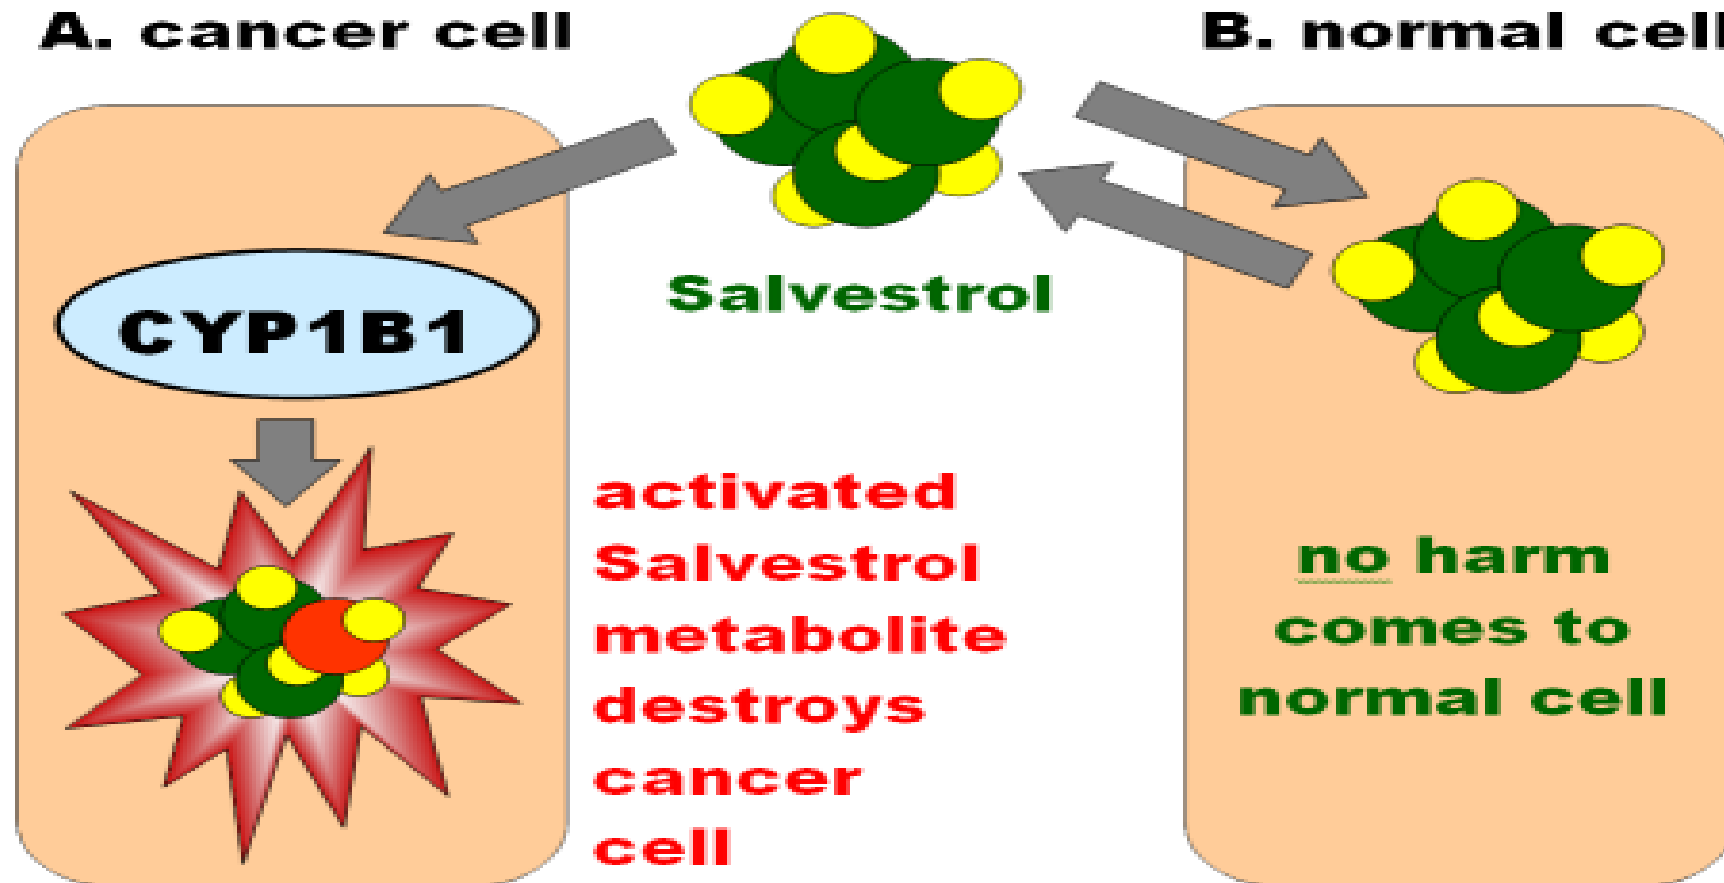 A. cancer cell
B. normal cell
Salvestrol
CYP1B1
activated
Salvestrol
metabolite
destroys
cancer
cell
no harm
comes to
normal cell